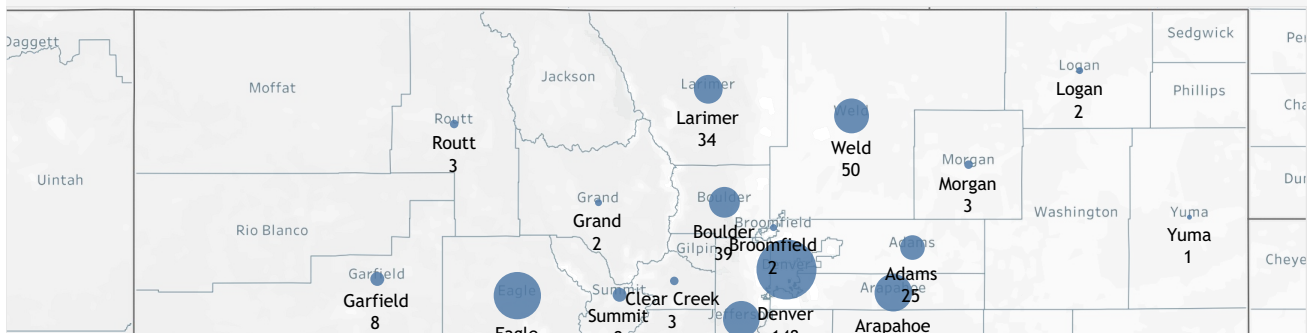 Daggett
Sedgwick
Logan
Jackson
Larimer
Moffat
Logan
2
Phillips
Routt
Larimer
34
Weld
Routt
3
Weld
50
Morgan
Uintah
Morgan
3
Grand
Boulder
Washington
Yuma
Grand
2
Broomfield
Rio Blanco
Boulder
39
Yuma
1
Gilpin
Broomfield
2
Adams
Denver
Garfield
Adams
25
Eagle
Summit
Arapahoe
Garfield
8
Clear Creek
3
Summit
Denver
Arapahoe
Eagle